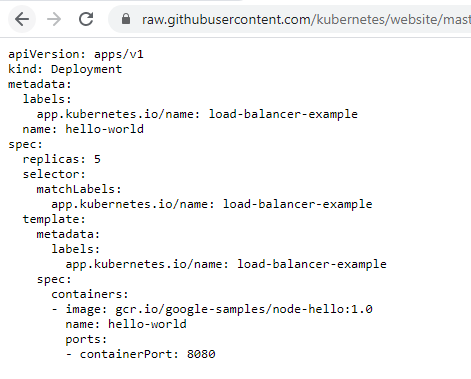 raw.githubusercontent.com/kubernetes/website/mast
apiVersion: apps/v1
kind: Deployment
metadata:
  labels:
    app.kubernetes.io/name: load-balancer-example
  name: hello-world
spec:
  replicas: 5
  selector:
    matchLabels:
      app.kubernetes.io/name: load-balancer-example
  template:
    metadata:
      labels:
        app.kubernetes.io/name: load-balancer-example
    spec:
      containers:
      - image: gcr.io/google-samples/node-hello:1.0
        name: hello-world
        ports:
        - containerPort: 8080